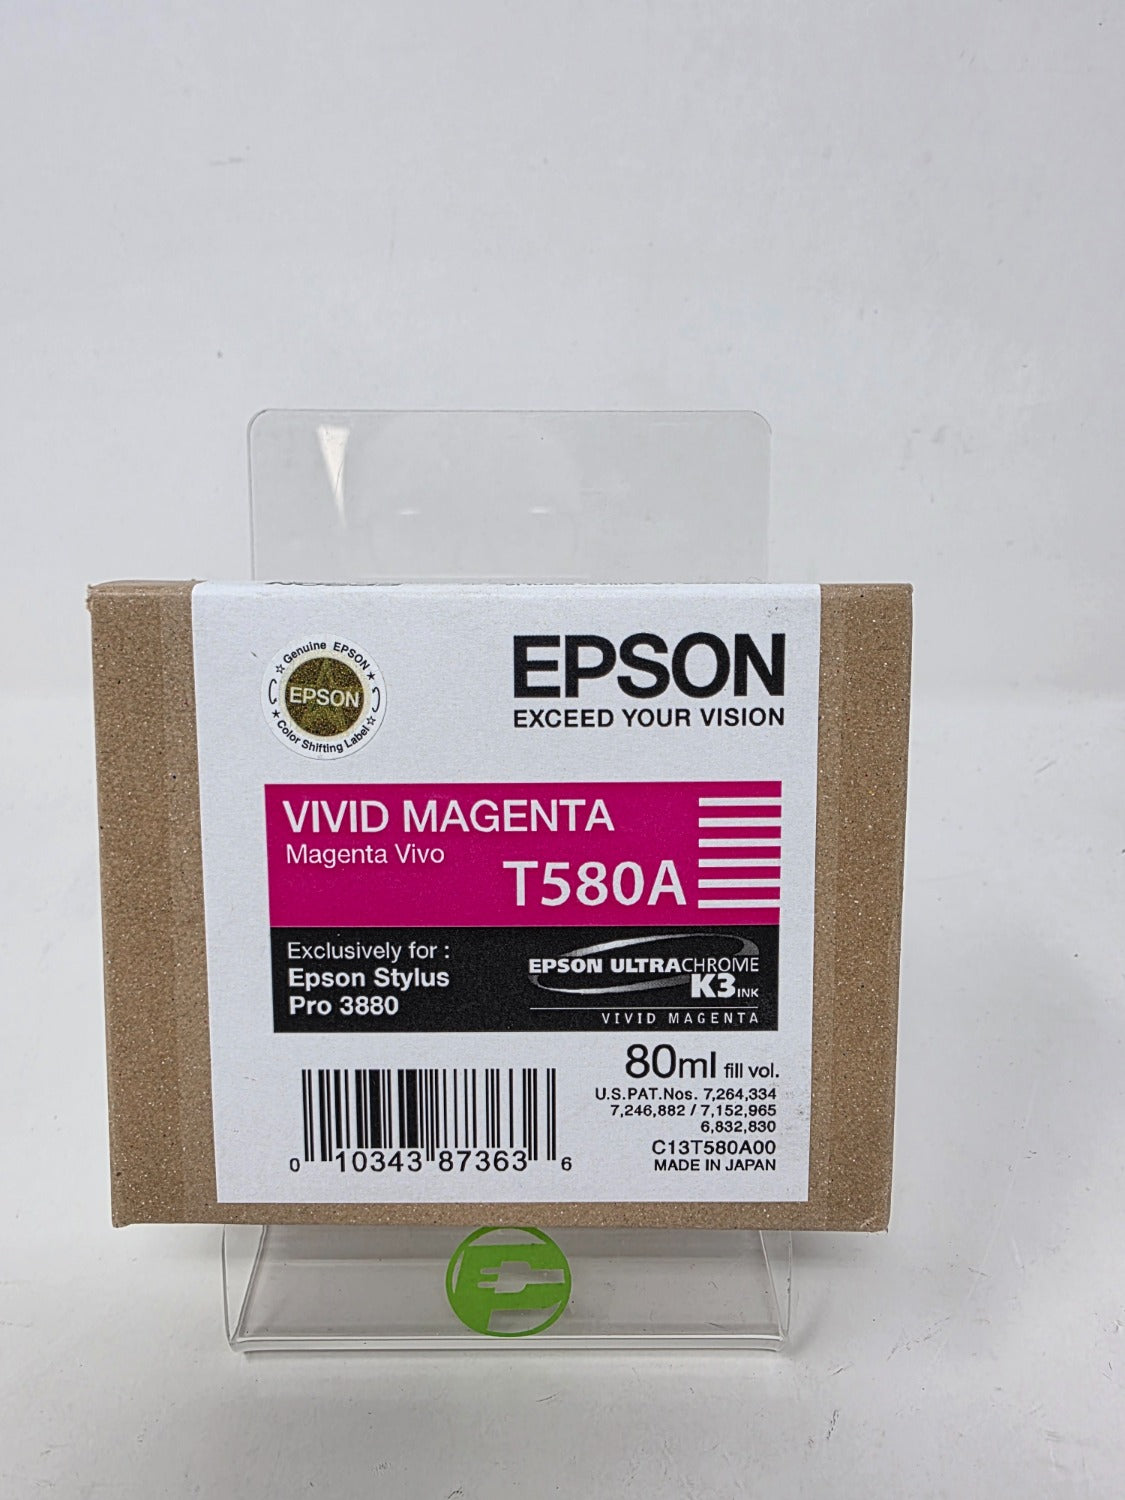 Genuine EPSON
EPSON
Color Shifting Label
EPSON
EXCEED YOUR VISION
VIVID MAGENTA
Magenta Vivo
T580A
Exclusively for :
Epson Stylus
Pro 3880
EPSON ULTRACHROME
K3 INK
VIVID MAGENTA
80ml fill vol.
U.S.PAT.Nos. 7,264,334
7,246,882 / 7,152,965
6,832,830
C13T580A00
MADE IN JAPAN
0 10343 87363 6